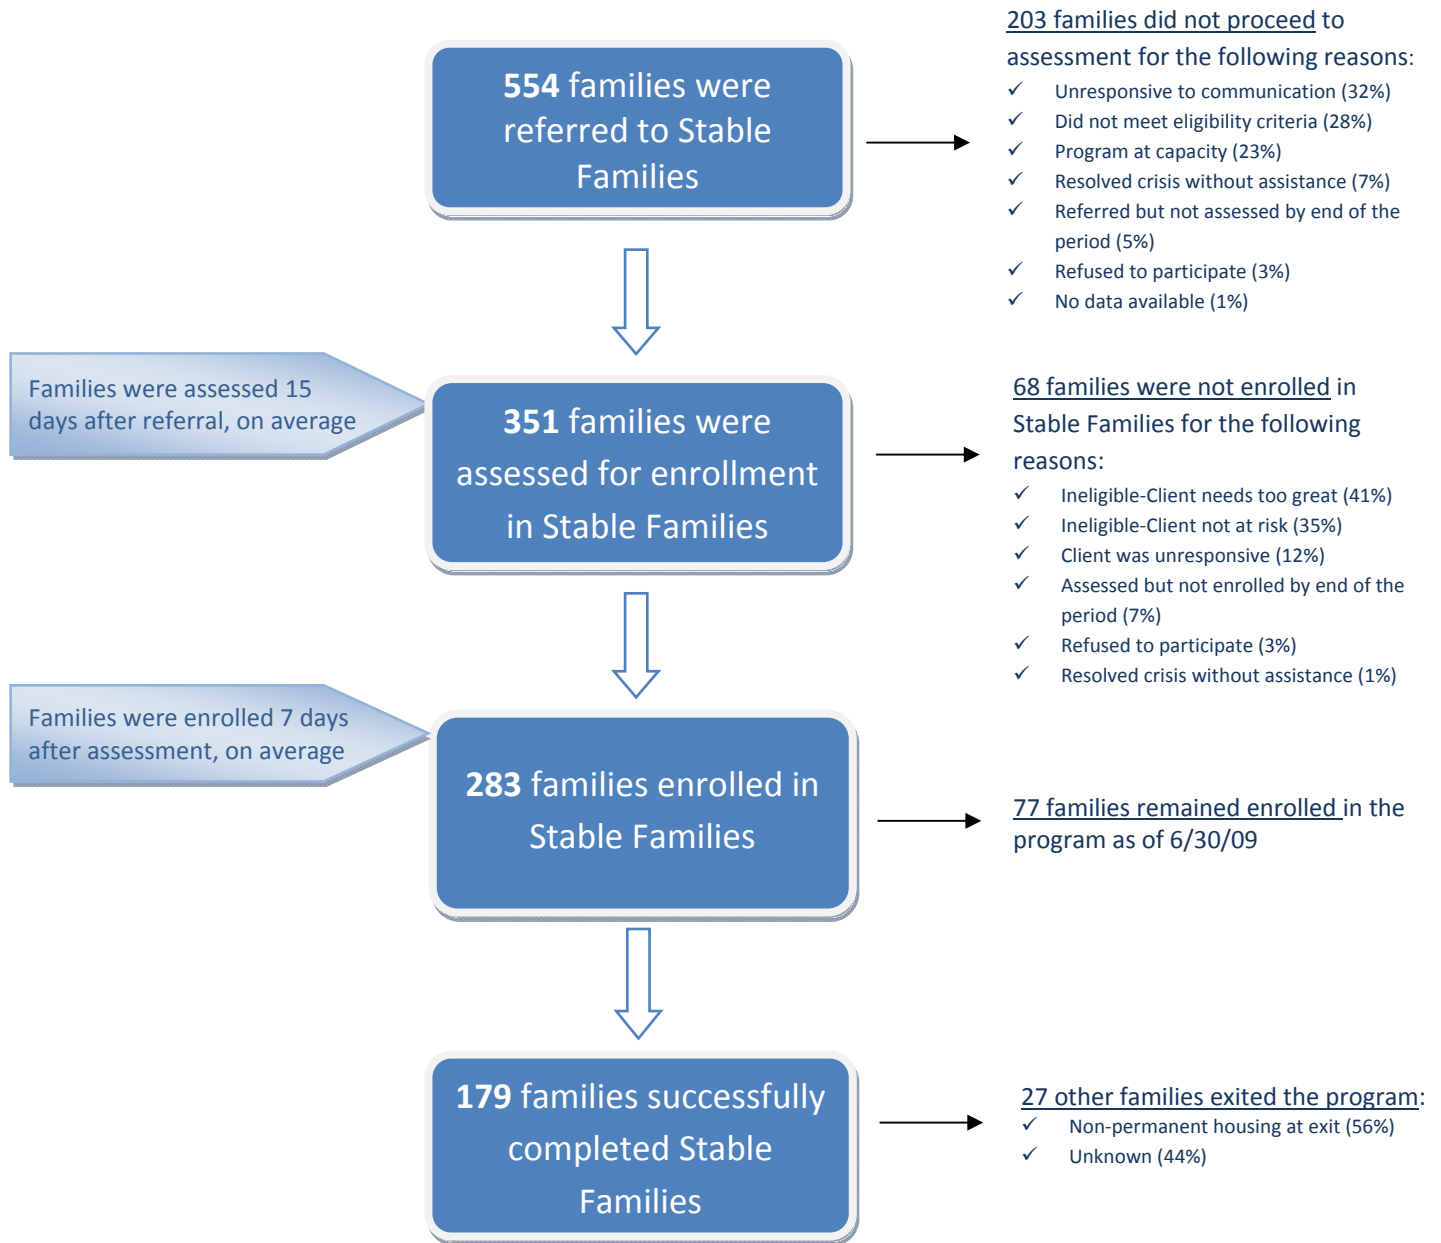 554 families were
referred to Stable
Families
203 families did not proceed to
assessment for the following reasons:
✓ Unresponsive to communication (32%)
✓ Did not meet eligibility criteria (28%)
✓ Program at capacity (23%)
✓ Resolved crisis without assistance (7%)
✓ Referred but not assessed by end of the
period (5%)
✓ Refused to participate (3%)
✓ No data available (1%)
Families were assessed 15
days after referral, on average
351 families were
assessed for enrollment
in Stable Families
68 families were not enrolled in
Stable Families for the following
reasons:
✓ Ineligible-Client needs too great (41%)
✓ Ineligible-Client not at risk (35%)
✓ Client was unresponsive (12%)
✓ Assessed but not enrolled by end of the
period (7%)
✓ Refused to participate (3%)
✓ Resolved crisis without assistance (1%)
Families were enrolled 7 days
after assessment, on average
283 families enrolled in
Stable Families
77 families remained enrolled in the
program as of 6/30/09
179 families successfully
completed Stable
Families
27 other families exited the program:
✓ Non-permanent housing at exit (56%)
✓ Unknown (44%)